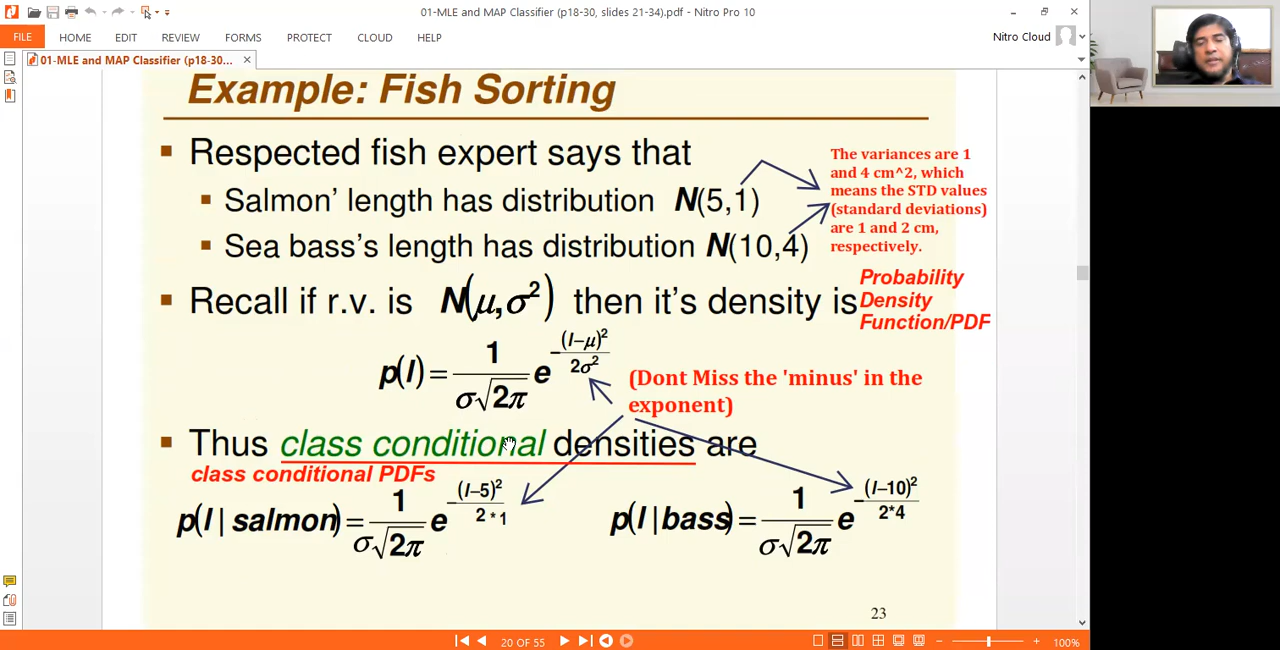 01-MLE and MAP Classifier (p18-30, slides 21-34).pdf - Nitro Pro 10
FILE HOME EDIT REVIEW FORMS PROTECT CLOUD HELP
Nitro Cloud
01-MLE and MAP Classifier (p18-30...
Example: Fish Sorting
Respected fish expert says that
Salmon' length has distribution N(5,1)
Sea bass's length has distribution N(10,4)
The variances are 1
and 4 cm^2, which
means the STD values
(standard deviations)
are 1 and 2 cm,
respectively.
Recall if r.v. is N(μ,σ²) then it's density is
Probability
Density
Function/PDF
p(l) = 1/(σ√2π) e^(-(l-μ)²/2σ²)
(Dont Miss the 'minus' in the
exponent)
Thus class conditional densities are
class conditional PDFs
p(l | salmon) = 1/(σ√2π) e^(-(l-5)²/2*1)
p(l | bass) = 1/(σ√2π) e^(-(l-10)²/2*4)
23
20 OF 55
100%